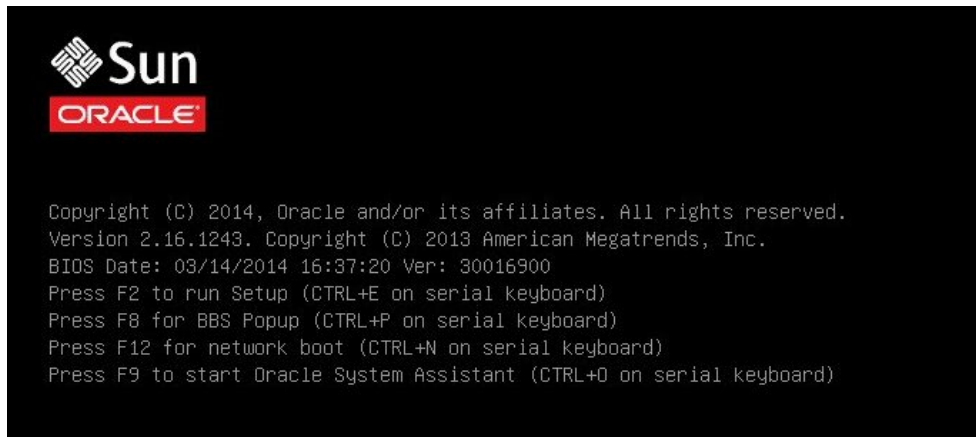 Sun
ORACLE
Copyright (C) 2014, Oracle and/or its affiliates. All rights reserved.
Version 2.16.1243. Copyright (C) 2013 American Megatrends, Inc.
BIOS Date: 03/14/2014 16:37:20 Ver: 30016900
Press F2 to run Setup (CTRL+E on serial keyboard)
Press F8 for BBS Popup (CTRL+P on serial keyboard)
Press F12 for network boot (CTRL+N on serial keyboard)
Press F9 to start Oracle System Assistant (CTRL+O on serial keyboard)